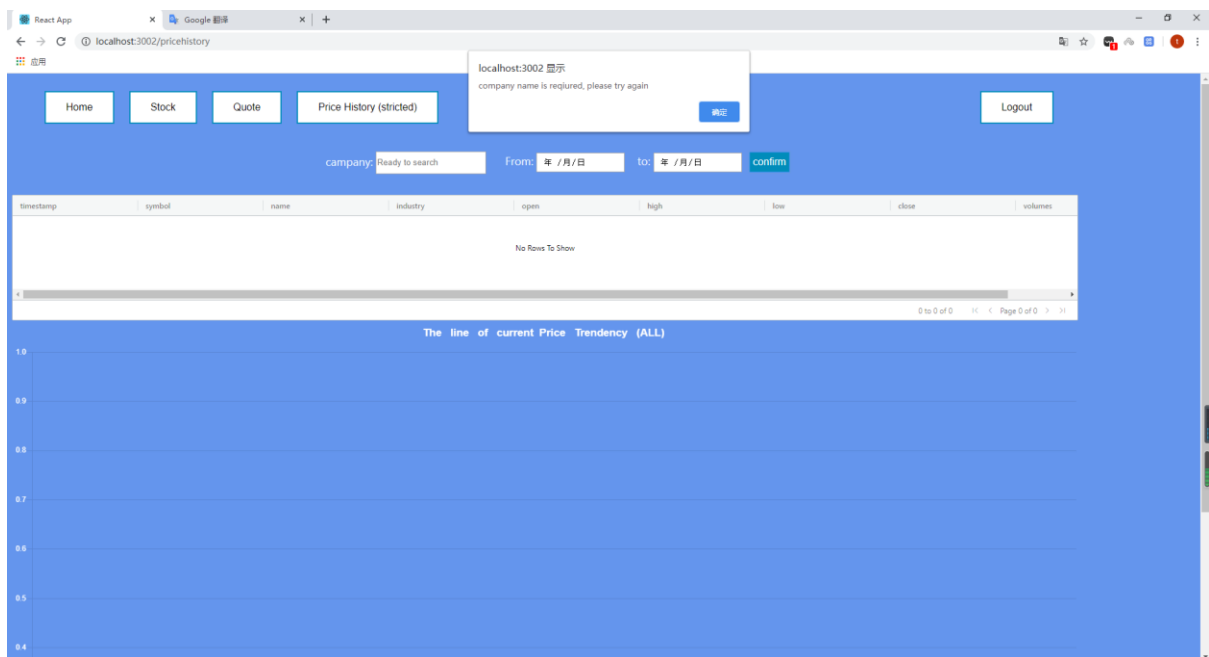 React App
Google 翻译
localhost:3002/pricehistory
应用
localhost:3002 显示
company name is reqiured, please try again
确定
Home
Stock
Quote
Price History (stricted)
Logout
campany: Ready to search From: 年 /月/日 to: 年 /月/日 confirm
timestamp symbol name industry open high low close volumes
No Rows To Show
0 to 0 of 0 Page 0 of 0
The line of current Price Trendency (ALL)
1.0
0.9
0.8
0.7
0.6
0.5
0.4